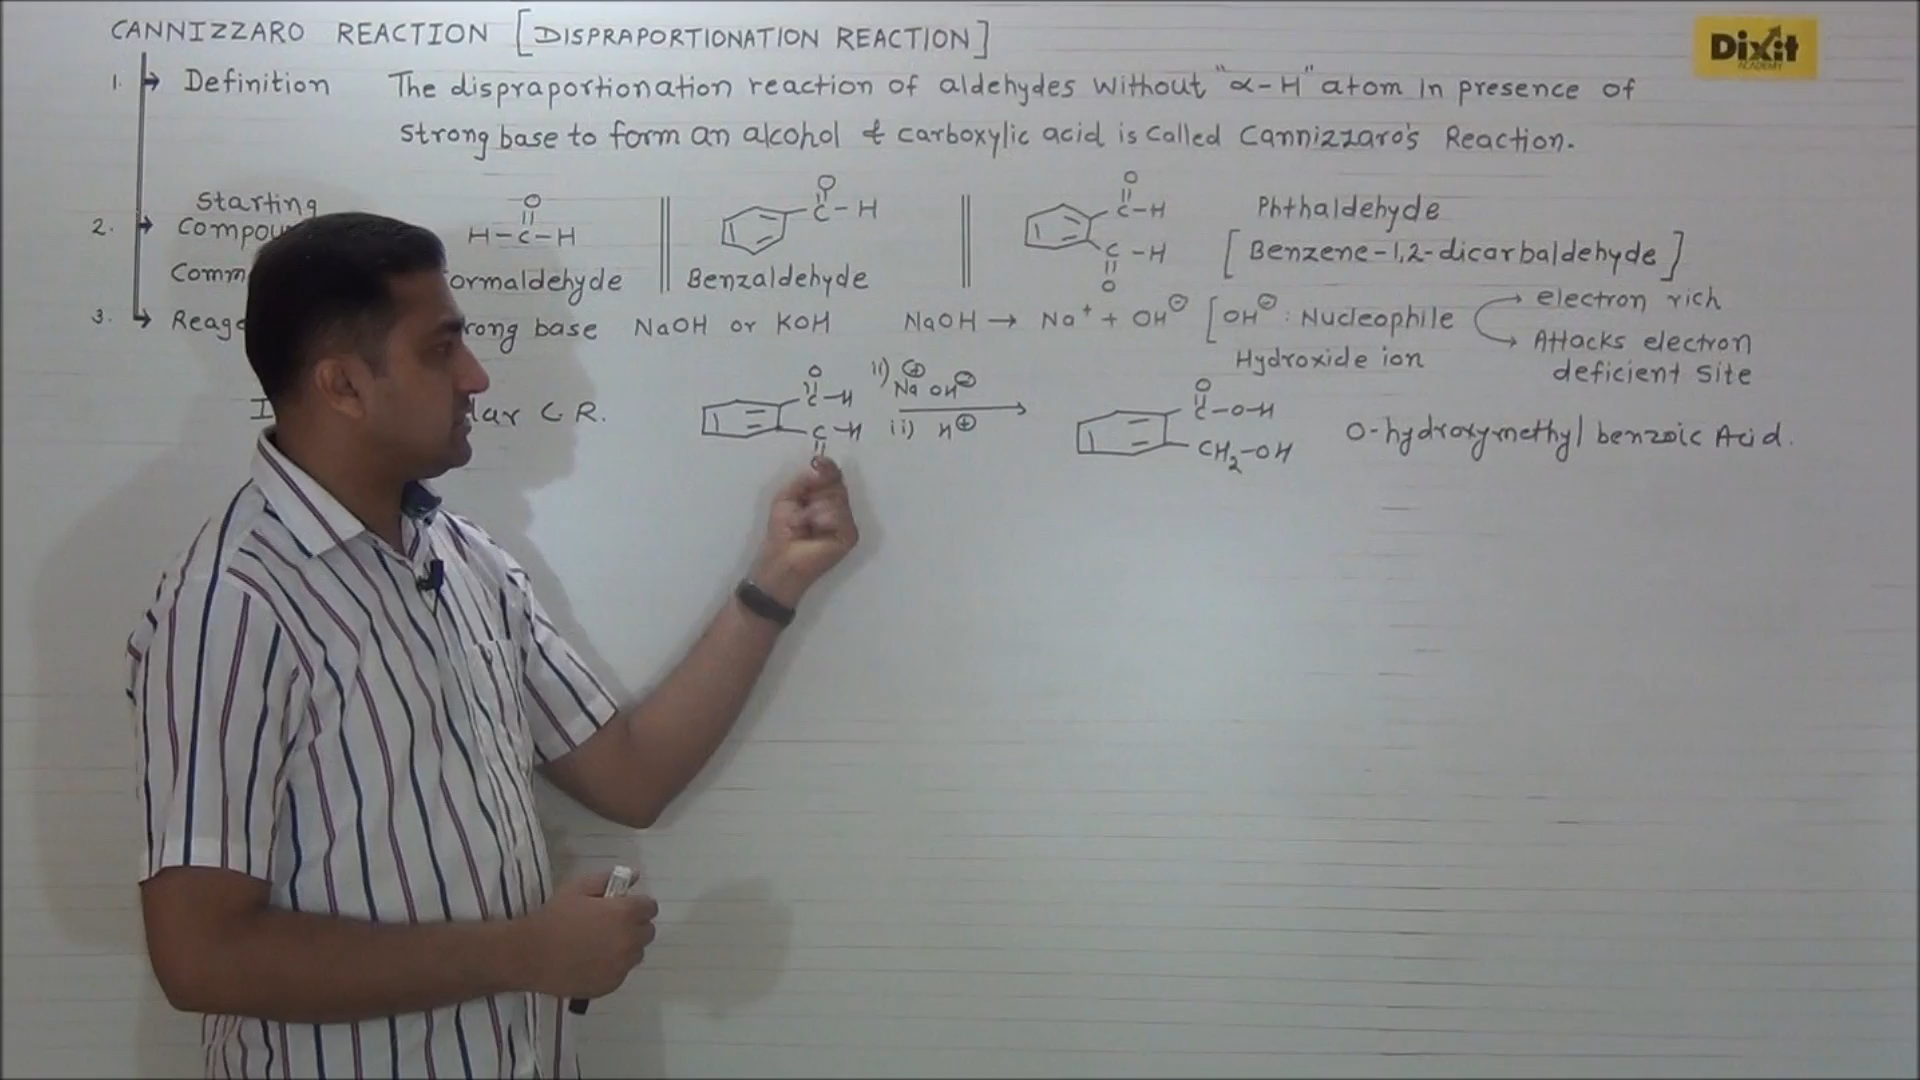 CANNIZZARO REACTION [DISPRAPORTIONATION REACTION]
Dixit
ACADEMY
1. → Definition The dispraportionation reaction of aldehydes without "α-H" atom in presence of
strong base to form an alcohol & carboxylic acid is called Cannizzaro's Reaction.
Starting
2. →
O
H-C-H
O
C-H
O
C-H
C-H
O
Phthaldehyde
[Benzene-1,2-dicarbaldehyde]
ormaldehyde Benzaldehyde
3. → rong base NaOH or KOH NaOH → Na⁺ + OH⊖ [OH⊖ : Nucleophile
Hydroxide ion
→ electron rich
→ Attacks electron
deficient site
lar C R.
O
C-H
C-H
O
ii) Na⊕ OH⊖
ii) H⊕
O
C-O-H
CH₂-OH
O-hydroxymethyl benzoic Acid.